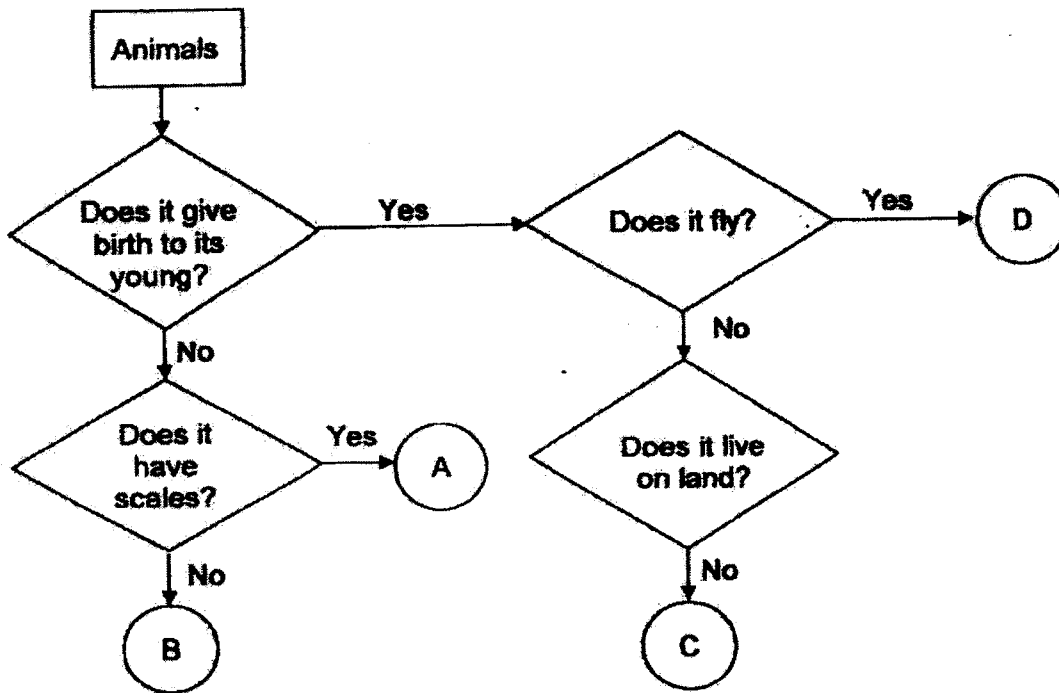 Animals
Does it give
birth to its
young?
Yes
Does it fly?
Yes
D
No
No
Does it
have
scales?
Yes
A
Does it live
on land?
No
B
No
C